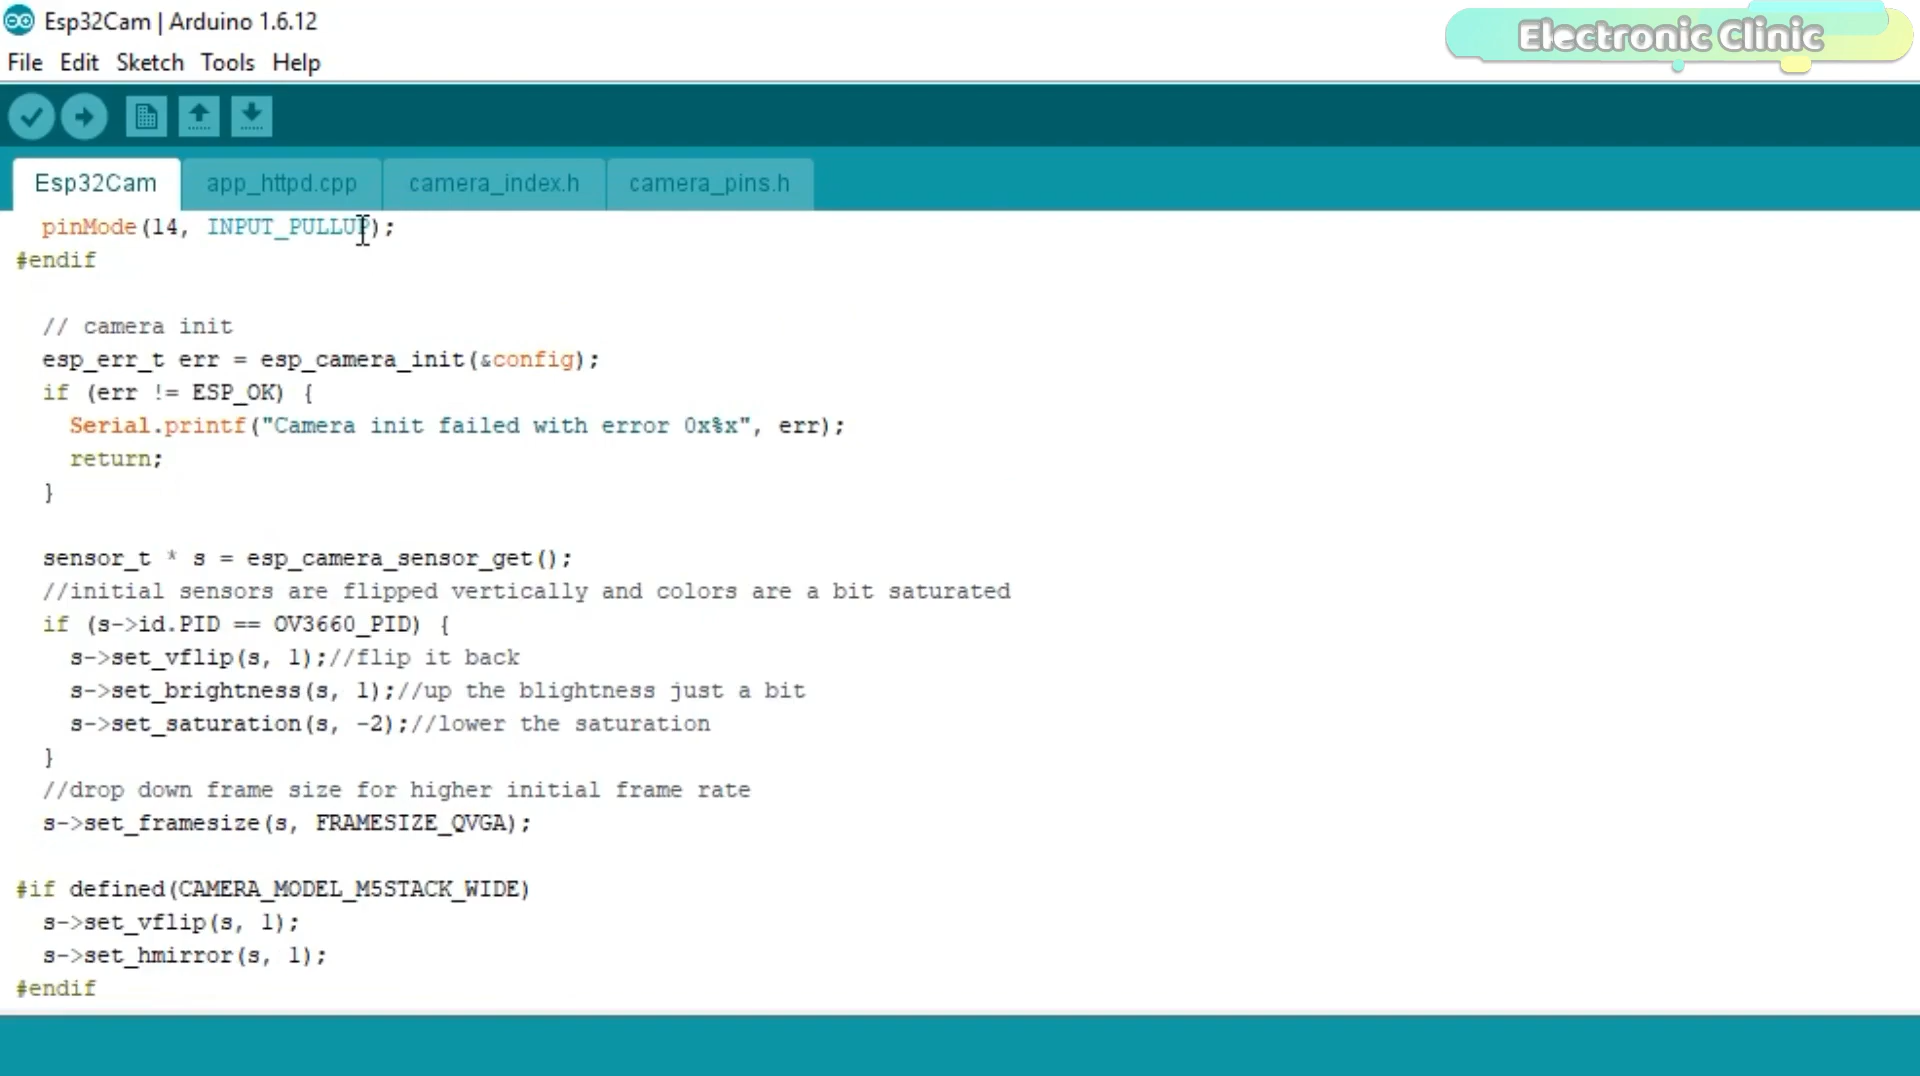 Esp32Cam | Arduino 1.6.12
Electronic Clinic
File Edit Sketch Tools Help
Esp32Cam app_httpd.cpp camera_index.h camera_pins.h
pinMode(14, INPUT_PULLUP);
#endif
// camera init
esp_err_t err = esp_camera_init(&config);
if (err != ESP_OK) {
Serial.printf("Camera init failed with error 0x%x", err);
return;
}
sensor_t * s = esp_camera_sensor_get();
//initial sensors are flipped vertically and colors are a bit saturated
if (s->id.PID == OV3660_PID) {
s->set_vflip(s, 1);//flip it back
s->set_brightness(s, 1);//up the blightness just a bit
s->set_saturation(s, -2);//lower the saturation
}
//drop down frame size for higher initial frame rate
s->set_framesize(s, FRAMESIZE_QVGA);
#if defined(CAMERA_MODEL_M5STACK_WIDE)
s->set_vflip(s, 1);
s->set_hmirror(s, 1);
#endif